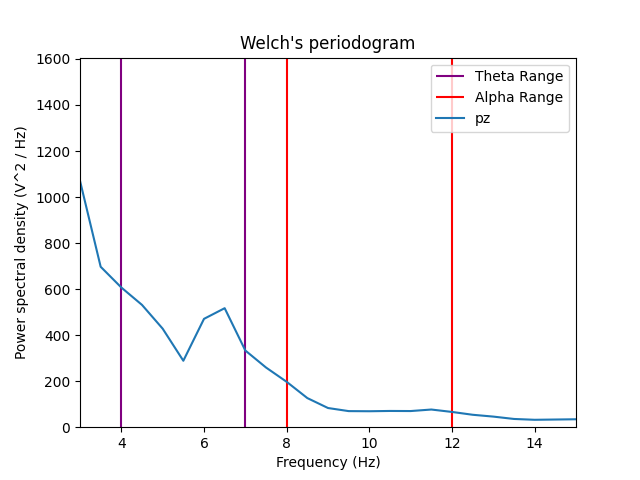 Welch's periodogram
Power spectral density (V^2 / Hz)
1600
1400
1200
1000
800
600
400
200
0
Theta Range
Alpha Range
pz
4
6
8
10
12
14
Frequency (Hz)